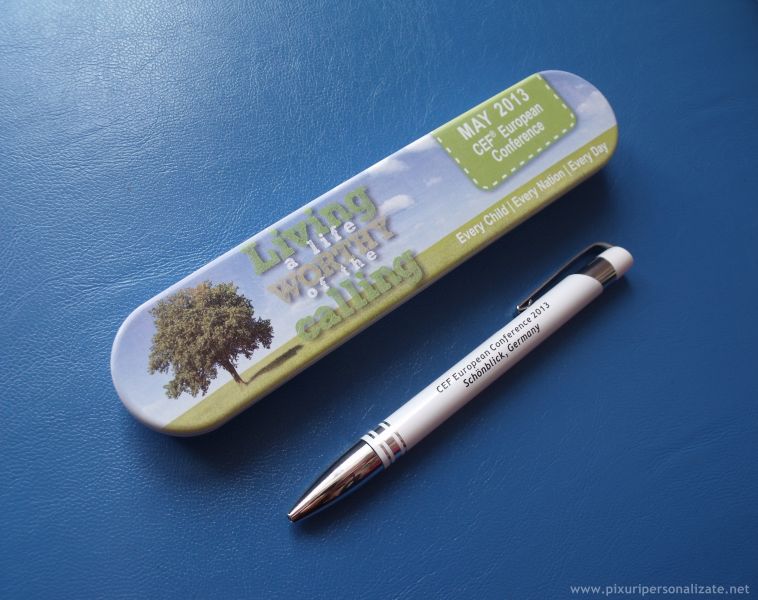 MAY 2013
CEF® European
Conference
Every Child | Every Nation | Every Day
Living
a life
WORTHY
of the
calling
CEF European Conference 2013
Schönblick, Germany
www.pixuripersonalizate.net